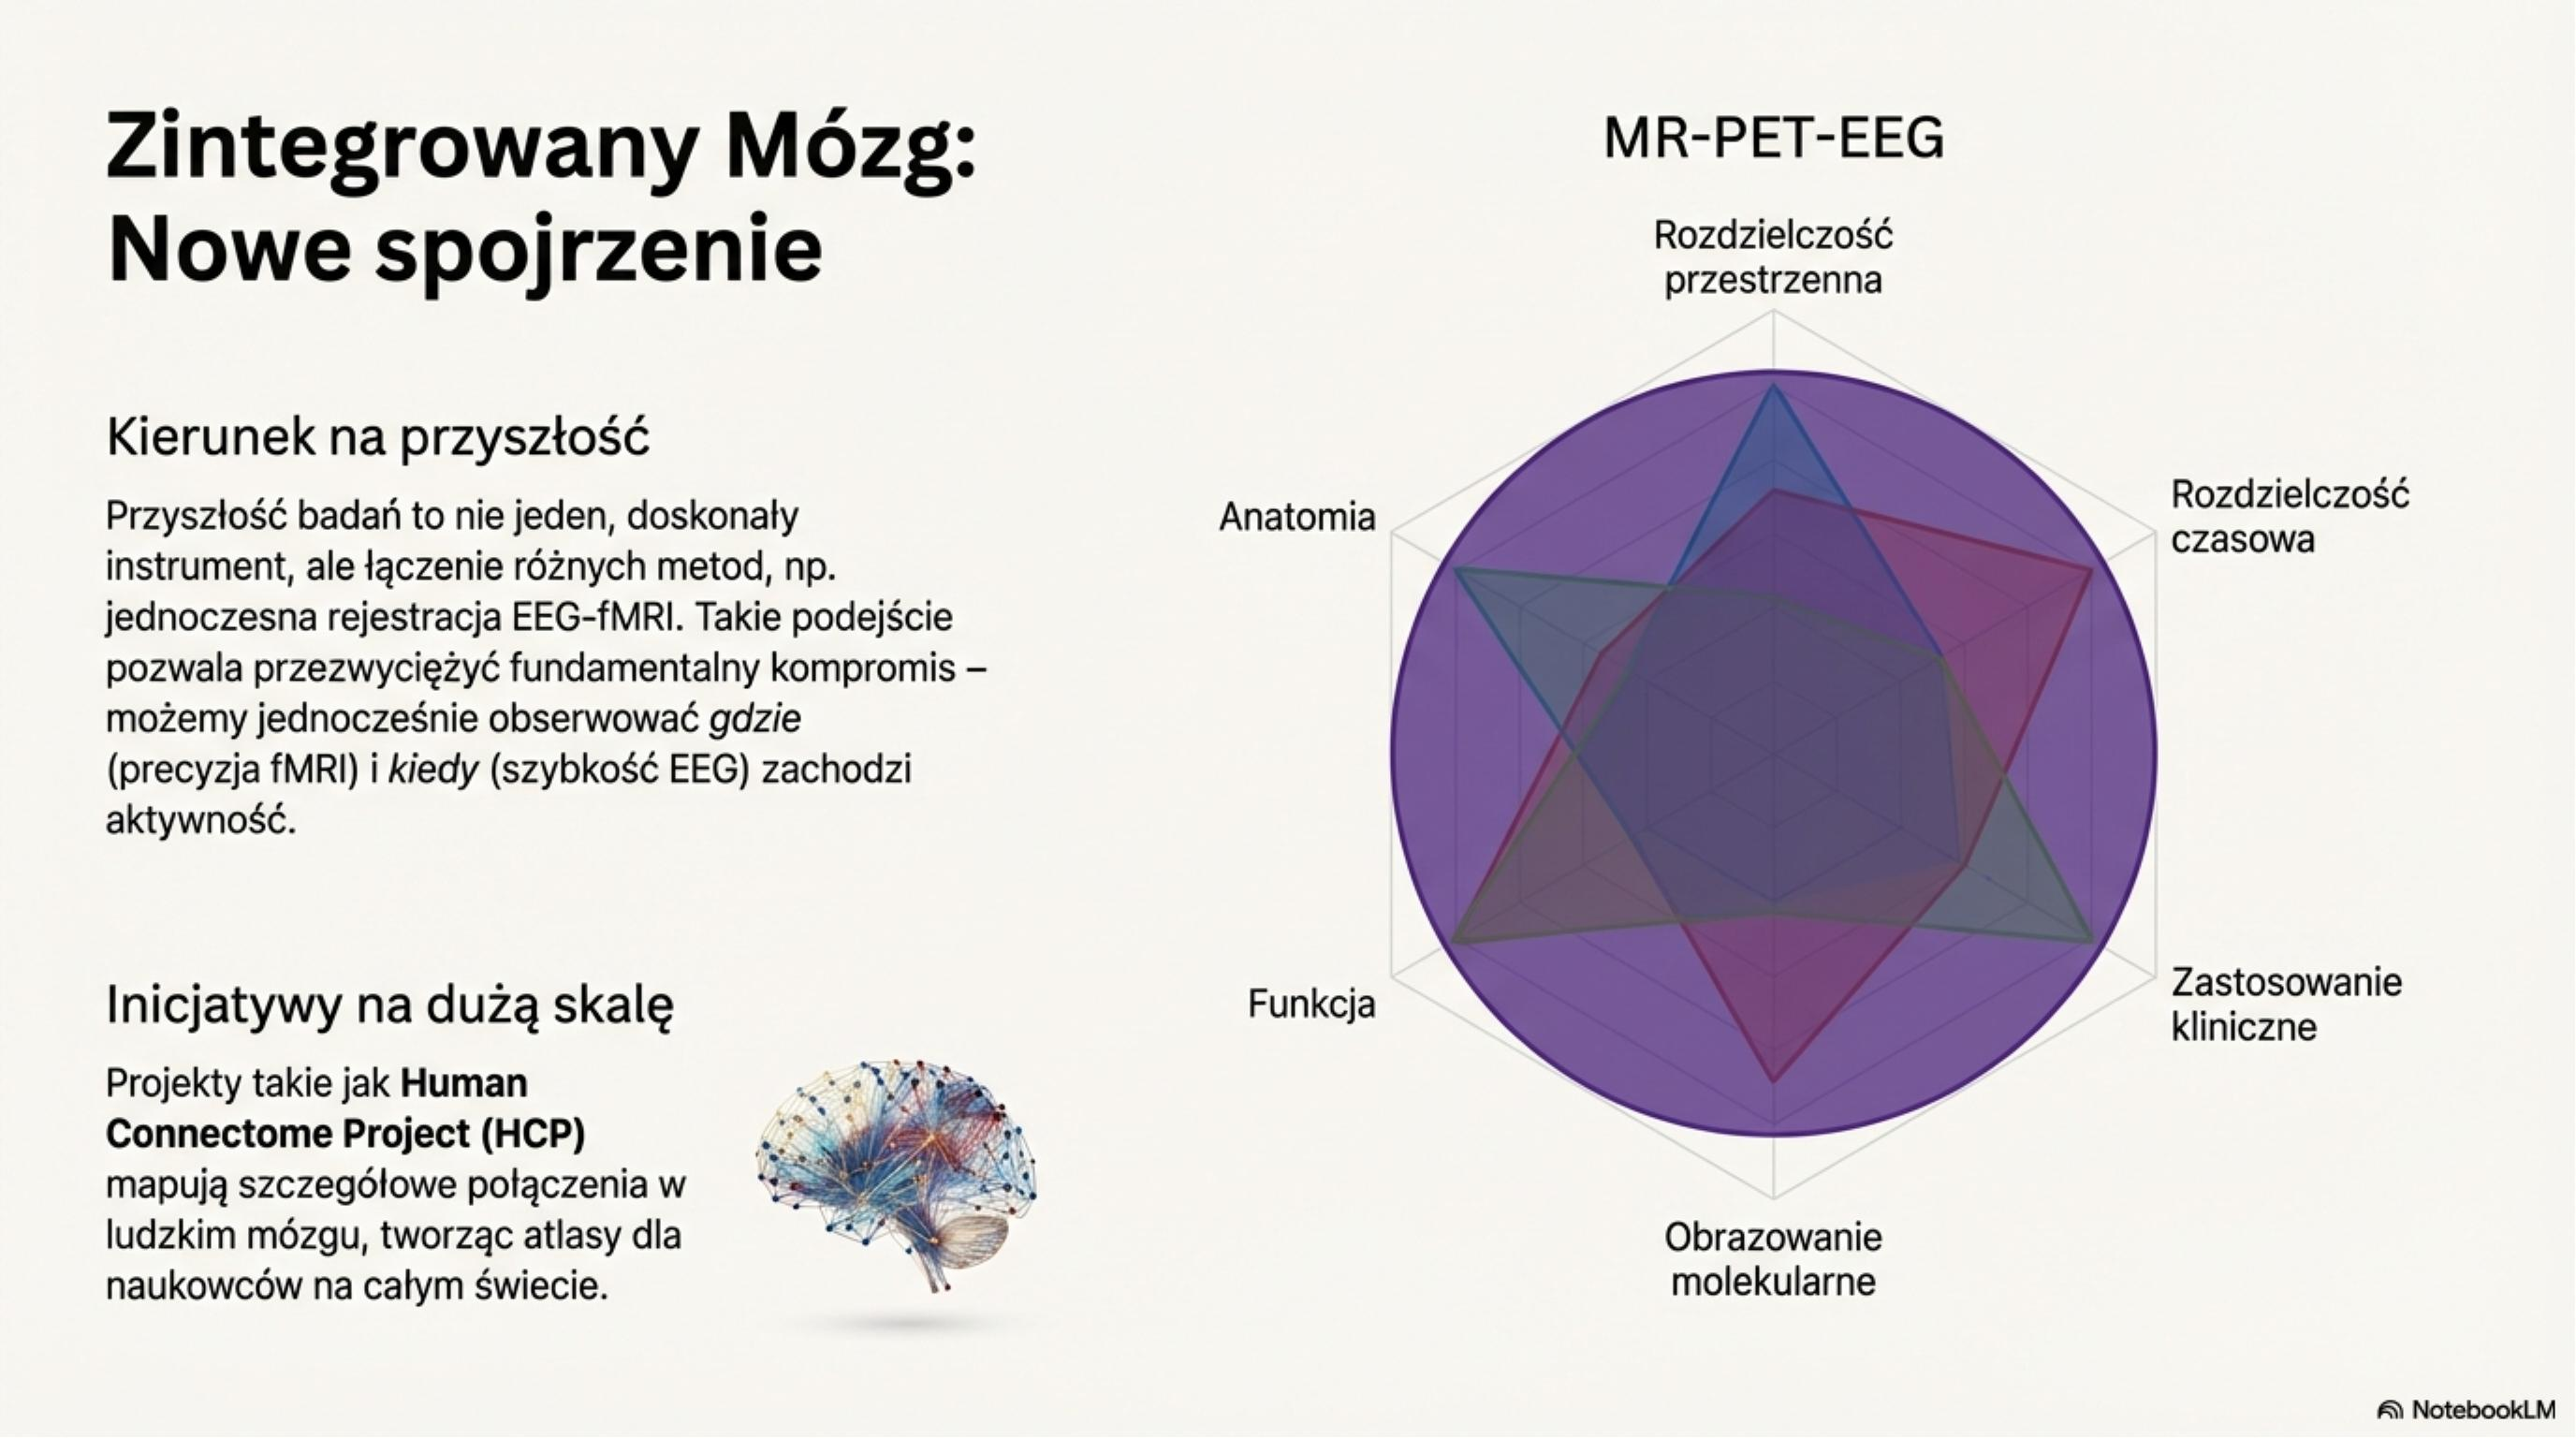 Zintegrowany Mózg:
Nowe spojrzenie
Kierunek na przyszłość
Przyszłość badań to nie jeden, doskonały
instrument, ale łączenie różnych metod, np.
jednoczesna rejestracja EEG-fMRI. Takie podejście
pozwala przezwyciężyć fundamentalny kompromis –
możemy jednocześnie obserwować gdzie
(precyzja fMRI) i kiedy (szybkość EEG) zachodzi
aktywność.
Inicjatywy na dużą skalę
Projekty takie jak Human
Connectome Project (HCP)
mapują szczegółowe połączenia w
ludzkim mózgu, tworząc atlasy dla
naukowców na całym świecie.
MR-PET-EEG
Rozdzielczość
przestrzenna
Rozdzielczość
czasowa
Zastosowanie
kliniczne
Obrazowanie
molekularne
Funkcja
Anatomia
NotebookLM